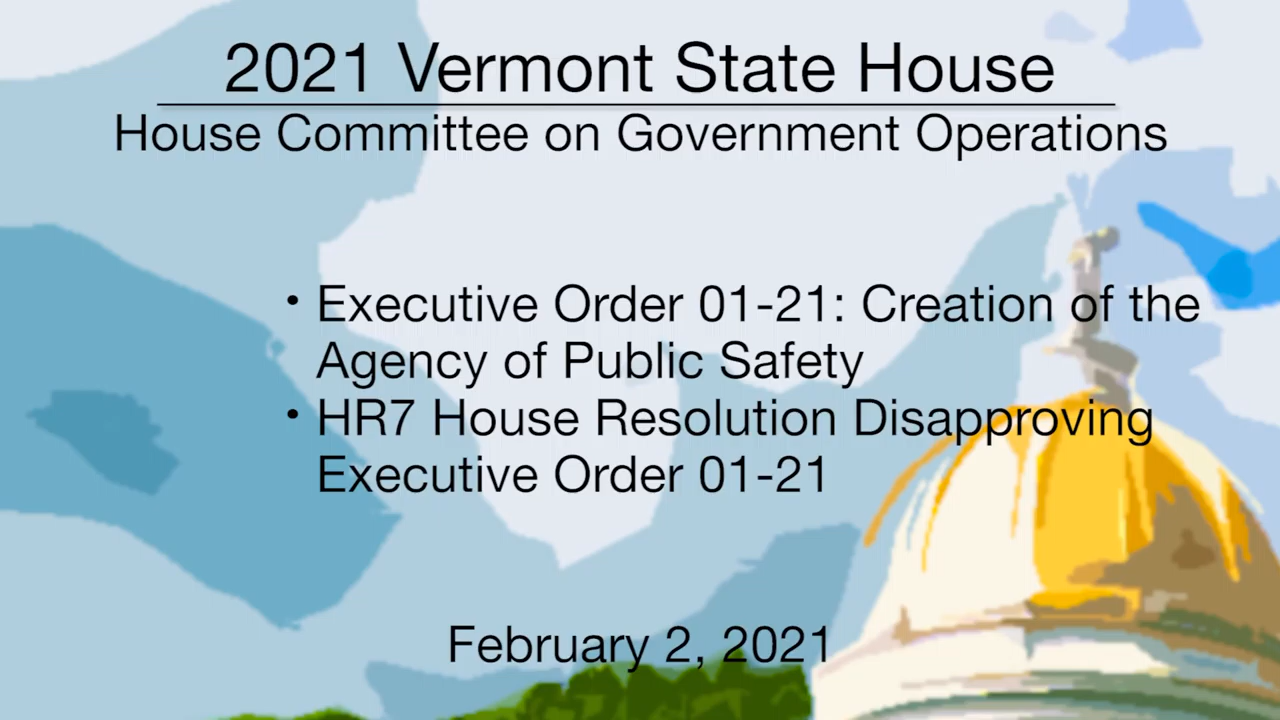 2021 Vermont State House
House Committee on Government Operations
• Executive Order 01-21: Creation of the
Agency of Public Safety
• HR7 House Resolution Disapproving
Executive Order 01-21
February 2, 2021